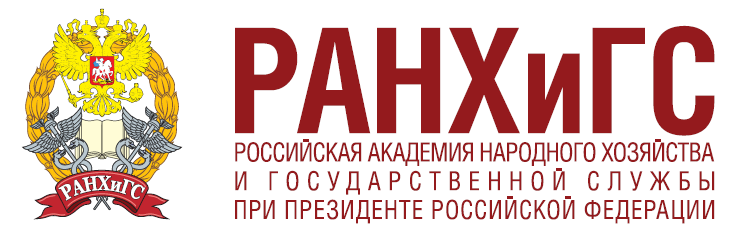 РАНХиГС
РАНХиГС
РОССИЙСКАЯ АКАДЕМИЯ НАРОДНОГО ХОЗЯЙСТВА
И ГОСУДАРСТВЕННОЙ СЛУЖБЫ
ПРИ ПРЕЗИДЕНТЕ РОССИЙСКОЙ ФЕДЕРАЦИИ